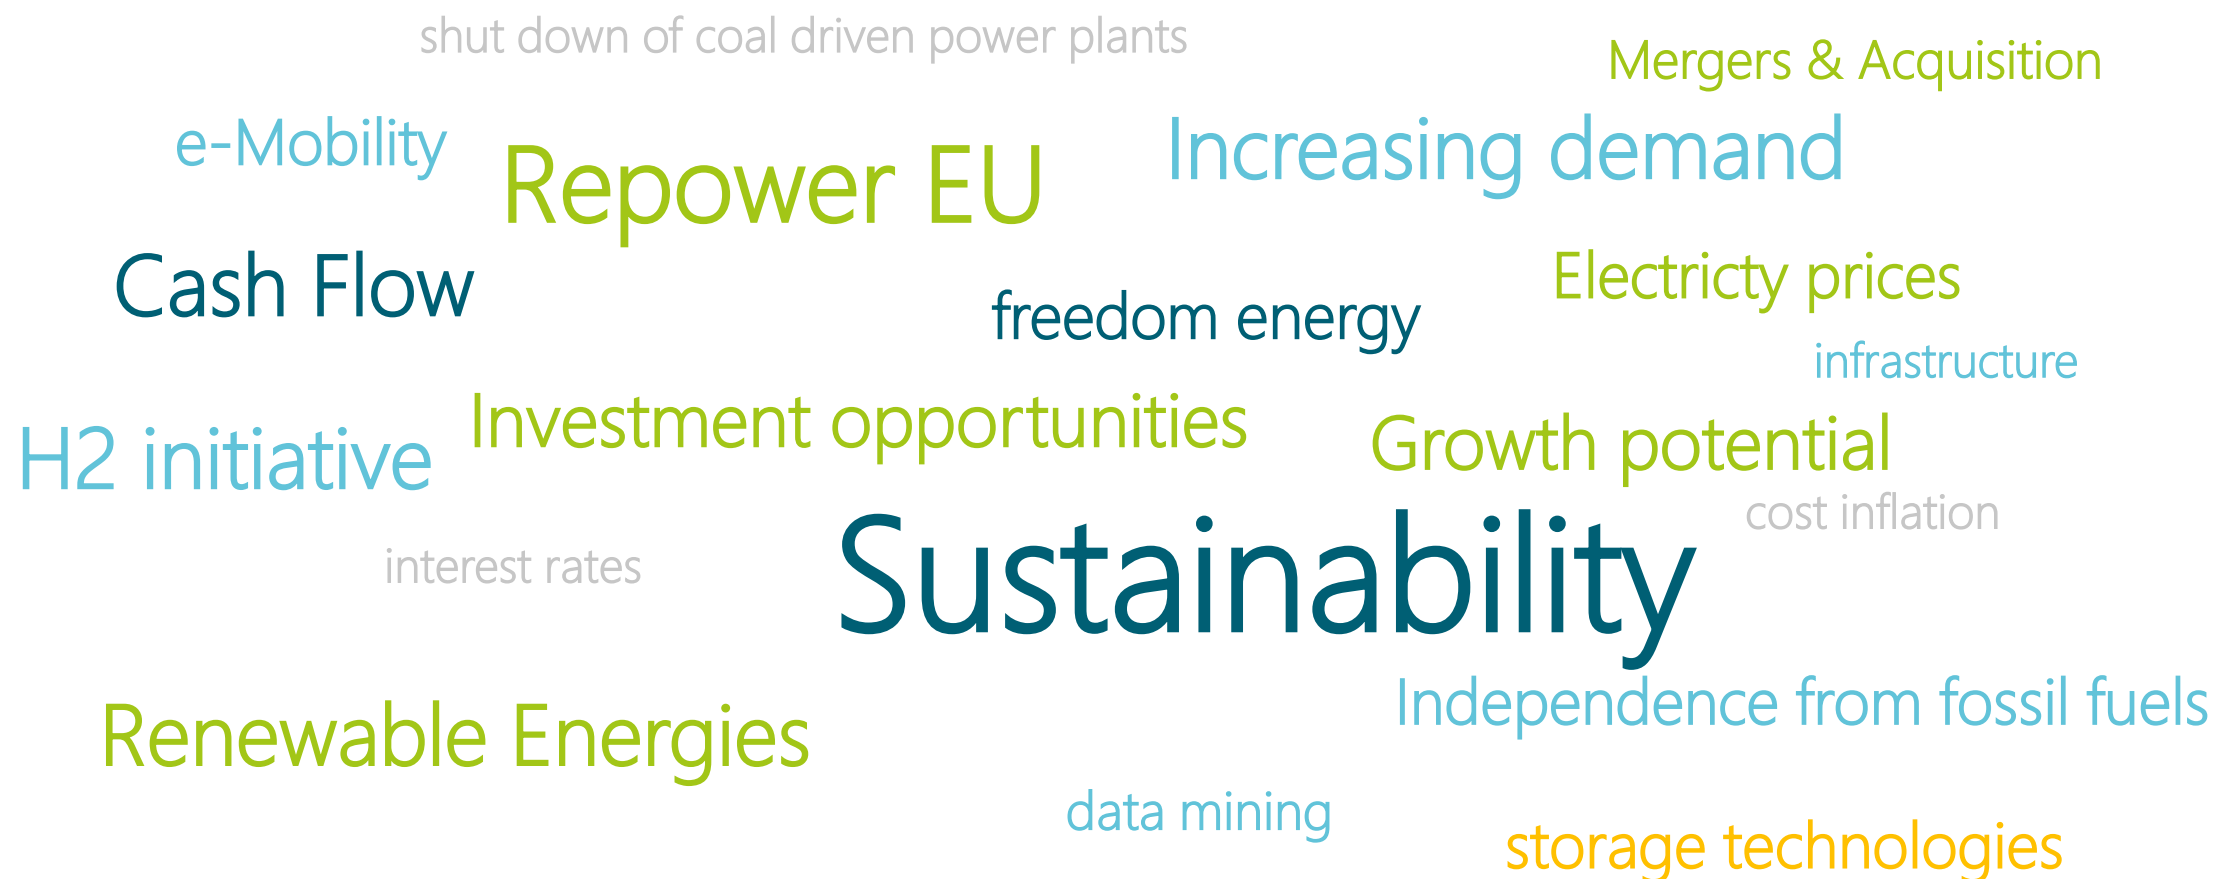 shut down of coal driven power plants
Mergers & Acquisition
e-Mobility
Repower EU
Increasing demand
Cash Flow
freedom energy
Electricty prices
infrastructure
H2 initiative
Investment opportunities
Growth potential
cost inflation
interest rates
Sustainability
Renewable Energies
Independence from fossil fuels
data mining
storage technologies